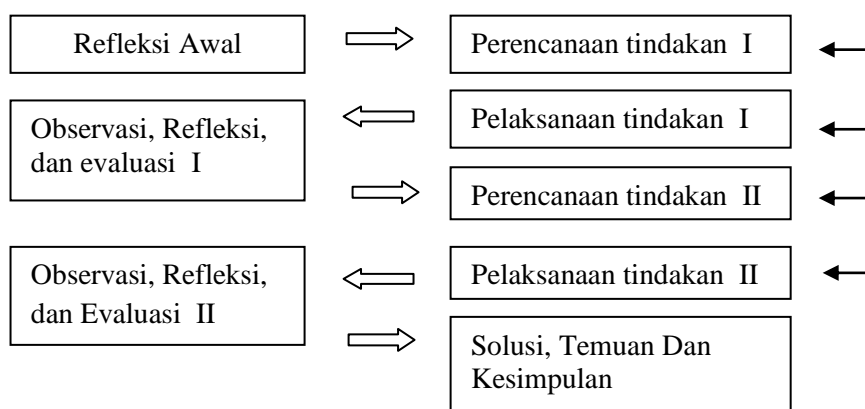 Refleksi Awal
Perencanaan tindakan I
Pelaksanaan tindakan I
Observasi, Refleksi,
dan evaluasi I
Perencanaan tindakan II
Pelaksanaan tindakan II
Observasi, Refleksi,
dan Evaluasi II
Solusi, Temuan Dan
Kesimpulan